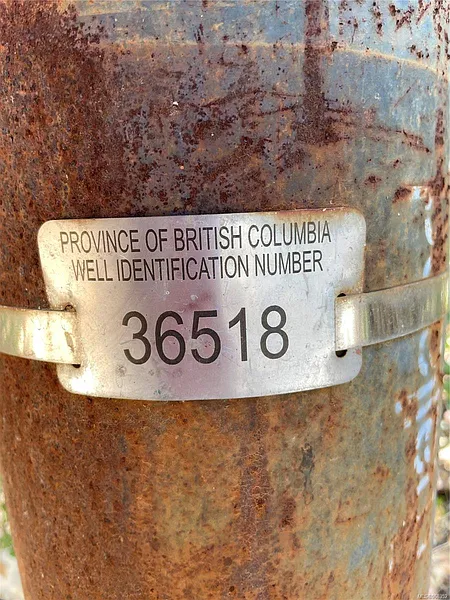 PROVINCE OF BRITISH COLUMBIA
WELL IDENTIFICATION NUMBER
36518